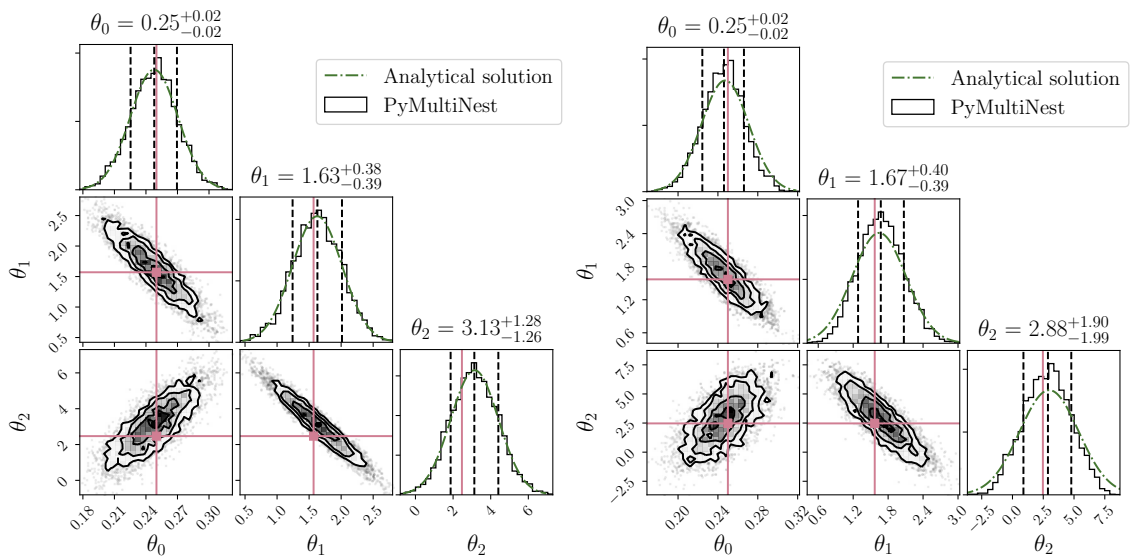 θ₀ = 0.25⁺⁰·⁰²₋₀.₀₂
Analytical solution
PyMultiNest
θ₁ = 1.63⁺⁰·³⁸₋₀.₃₉
θ₂ = 3.13⁺¹·²⁸₋₁.₂₆
θ₁
2.5
2.0
1.5
1.0
0.5
θ₂
6
4
2
0
0.18
0.21
0.24
0.27
0.30
θ₀
0.5
1.0
1.5
2.0
2.5
θ₁
0
2
4
6
θ₂
θ₀ = 0.25⁺⁰·⁰²₋₀.₀₂
Analytical solution
PyMultiNest
θ₁ = 1.67⁺⁰·⁴⁰₋₀.₃₉
θ₂ = 2.88⁺¹·⁹⁰₋₁.₉₉
θ₁
3.0
2.4
1.8
1.2
0.6
θ₂
7.5
5.0
2.5
0.0
−2.5
0.20
0.24
0.28
0.32
θ₀
0.6
1.2
1.8
2.4
3.0
θ₁
−2.5
0.0
2.5
5.0
7.5
θ₂